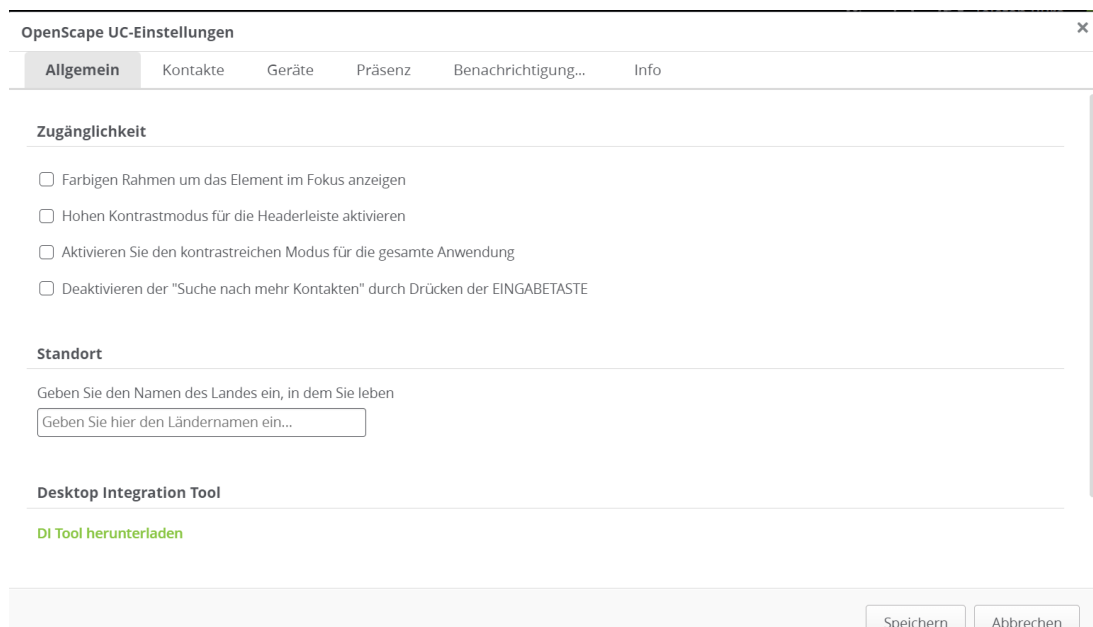 OpenScape UC-Einstellungen
Allgemein Kontakte Geräte Präsenz Benachrichtigung... Info
Zugänglichkeit
Farbigen Rahmen um das Element im Fokus anzeigen
Hohen Kontrastmodus für die Headerleiste aktivieren
Aktivieren Sie den kontrastreichen Modus für die gesamte Anwendung
Deaktivieren der "Suche nach mehr Kontakten" durch Drücken der EINGABETASTE
Standort
Geben Sie den Namen des Landes ein, in dem Sie leben
Geben Sie hier den Ländernamen ein...
Desktop Integration Tool
DI Tool herunterladen
Speichern Abbrechen